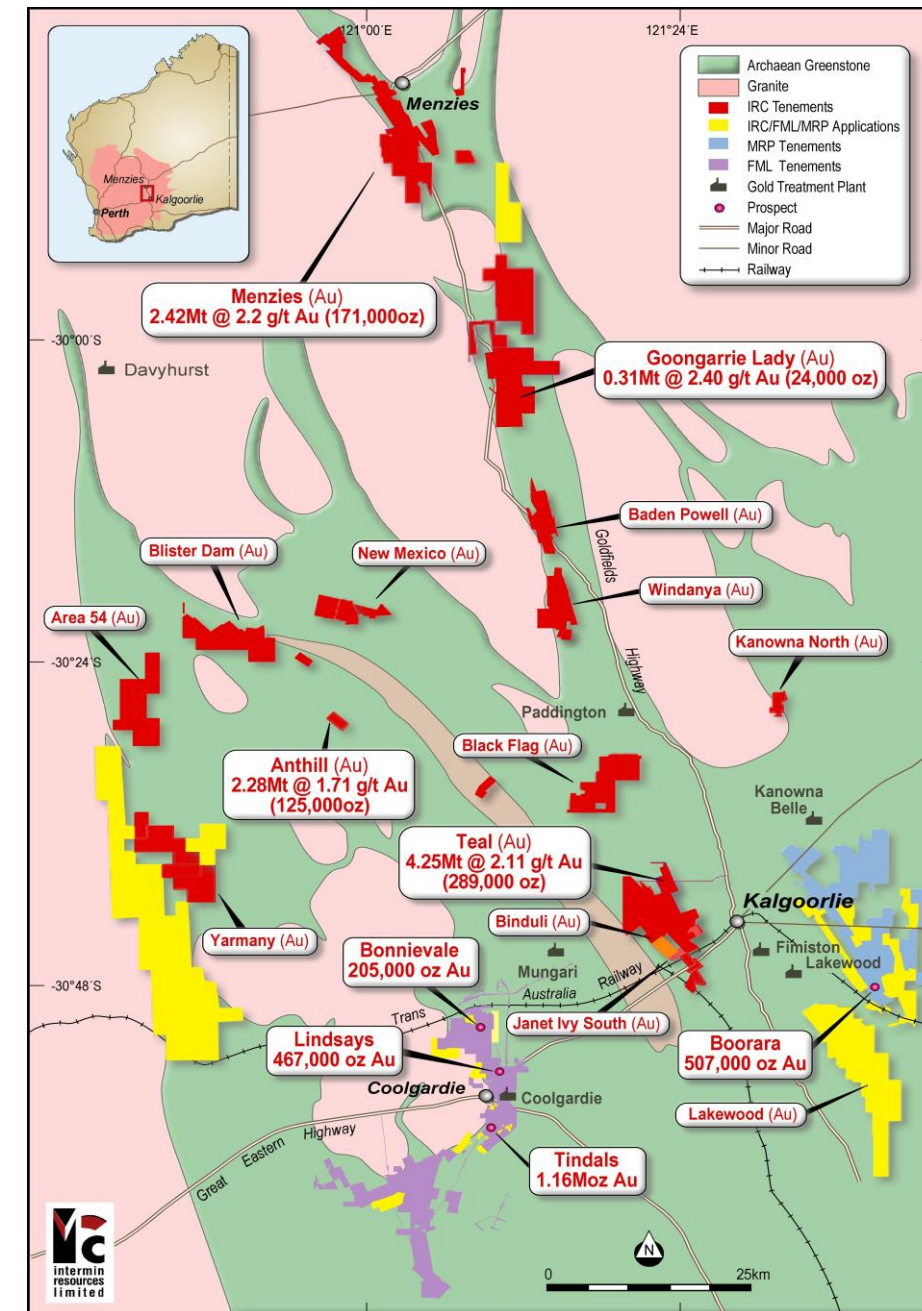 121°00´E
121°24´E
-30°00´S
-30°24´S
-30°48´S
Menzies
Kalgoorlie
Perth
Archaean Greenstone
Granite
IRC Tenements
IRC/FML/MRP Applications
MRP Tenements
FML Tenements
Gold Treatment Plant
Prospect
Major Road
Minor Road
Railway
Menzies
Menzies (Au)
2.42Mt @ 2.2 g/t Au (171,000oz)
Goongarrie Lady (Au)
0.31Mt @ 2.40 g/t Au (24,000 oz)
Davyhurst
Baden Powell (Au)
Goldfields
Highway
Blister Dam (Au)
New Mexico (Au)
Windanya (Au)
Area 54 (Au)
Kanowna North (Au)
Paddington
Black Flag (Au)
Anthill (Au)
2.28Mt @ 1.71 g/t Au
(125,000oz)
Kanowna
Belle
Teal (Au)
4.25Mt @ 2.11 g/t Au
(289,000 oz)
Kalgoorlie
Binduli (Au)
Yarmany (Au)
Bonnievale
205,000 oz Au
Mungari
Fimiston
Lakewood
Trans
Australia
Railway
Janet Ivy South (Au)
Lindsays
467,000 oz Au
Boorara
507,000 oz Au
Coolgardie
Coolgardie
Lakewood (Au)
Great Eastern Highway
Tindals
1.16Moz Au
intermin
resources
limited
N
0
25km